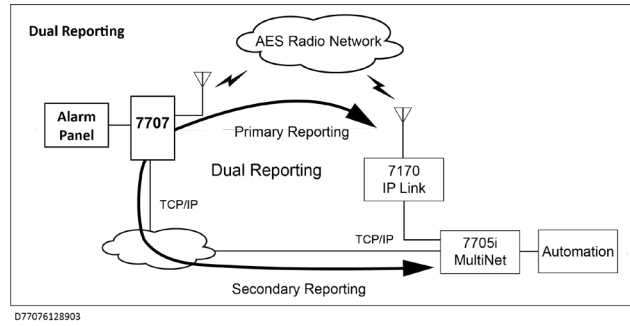 Dual Reporting
AES Radio Network
Alarm
Panel
7707
Primary Reporting
Dual Reporting
7170
IP Link
TCP/IP
TCP/IP
7705i
MultiNet
Automation
Secondary Reporting
D77076128903